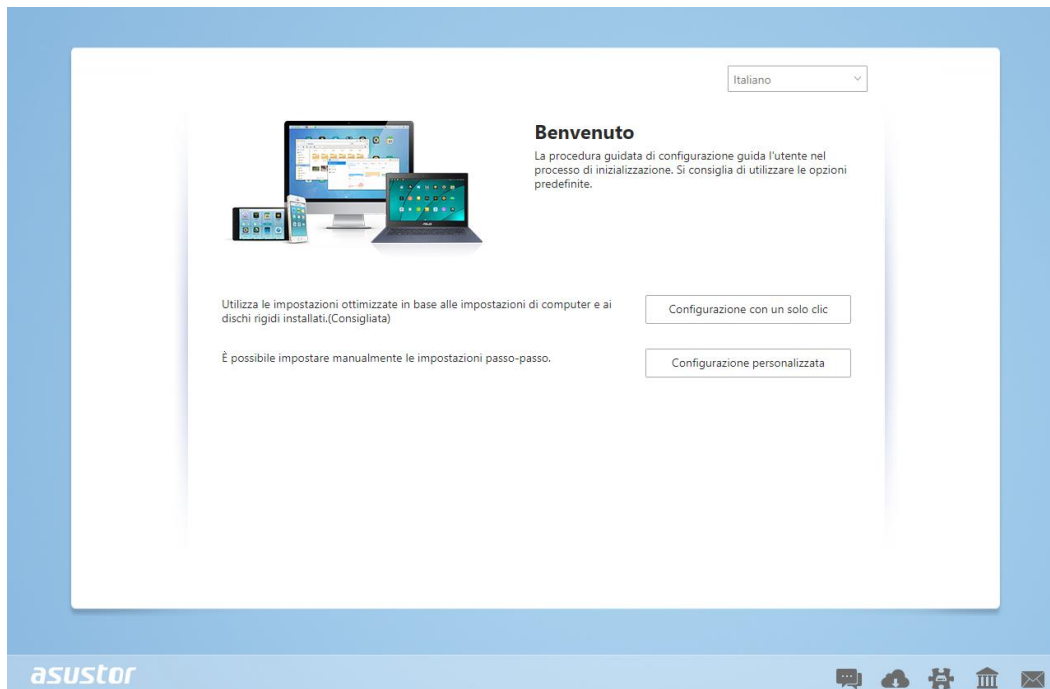 Italiano
Benvenuto
La procedura guidata di configurazione guida l'utente nel
processo di inizializzazione. Si consiglia di utilizzare le opzioni
predefinite.
Utilizza le impostazioni ottimizzate in base alle impostazioni di computer e ai
dischi rigidi installati.(Consigliata)
Configurazione con un solo clic
È possibile impostare manualmente le impostazioni passo-passo.
Configurazione personalizzata
asustor